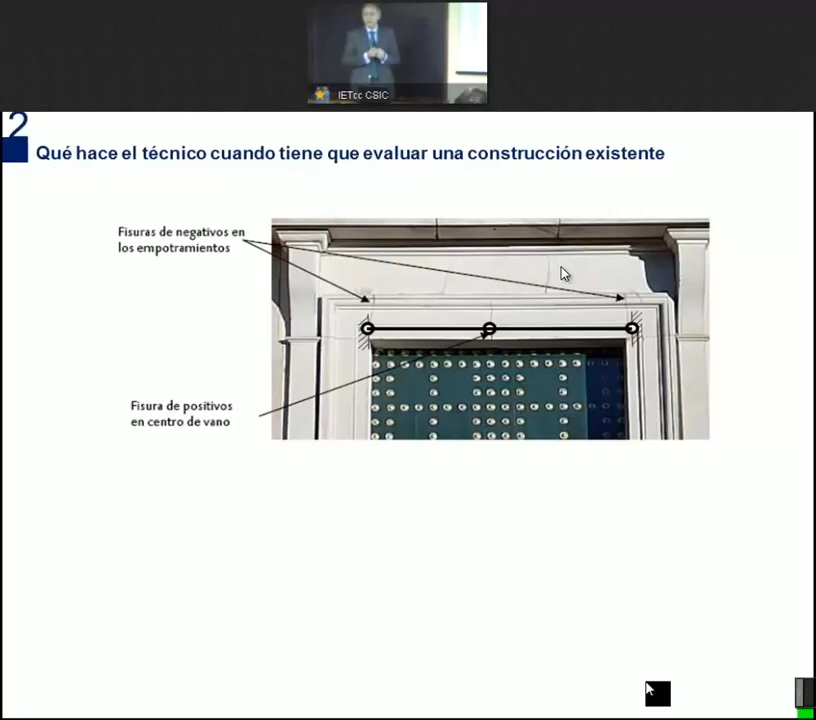 IETcc CSIC
2
Qué hace el técnico cuando tiene que evaluar una construcción existente
Fisuras de negativos en
los empotramientos
Fisura de positivos
en centro de vano